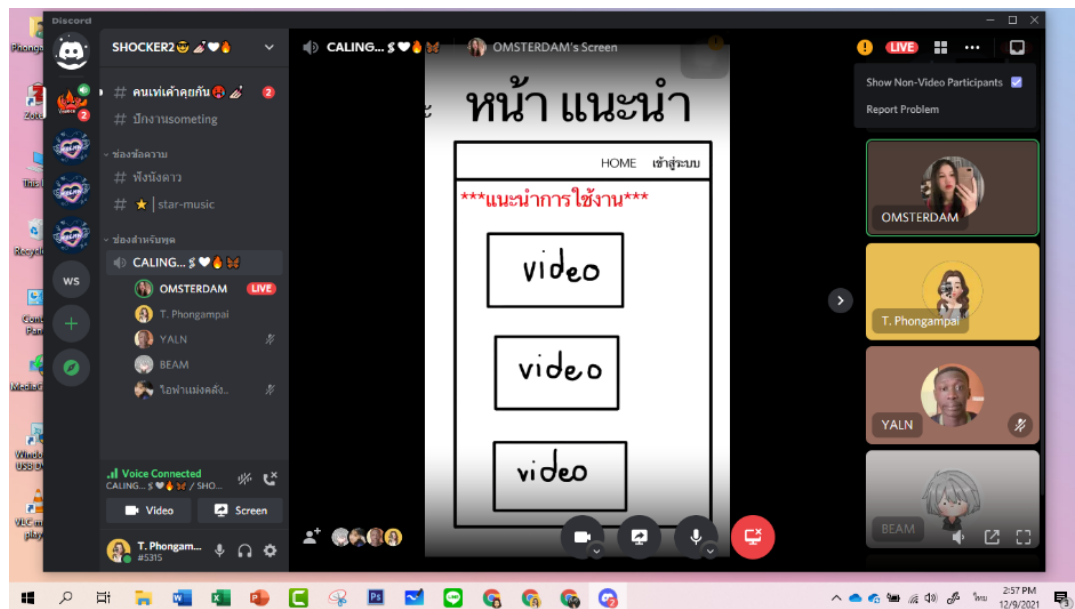 Discord
SHOCKER2
คนเท่เค้าคุยกัน
2
ปักงานsometing
ช่องข้อความ
ฟังนังดาว
star-music
ช่องสำหรับพูด
CALING...
OMSTERDAM LIVE
T. Phongampai
YALN
BEAM
WS
2
Voice Connected
CALING... / SHO...
Video Screen
T. Phongam...
#5315
CALING... OMSTERDAM's Screen
LIVE
Show Non-Video Participants
Report Problem
หน้า แนะนำ
HOME เข้าสู่ระบบ
***แนะนำการใช้งาน***
video
video
video
OMSTERDAM
T. Phongampai
YALN
BEAM
2:57 PM
12/9/2021